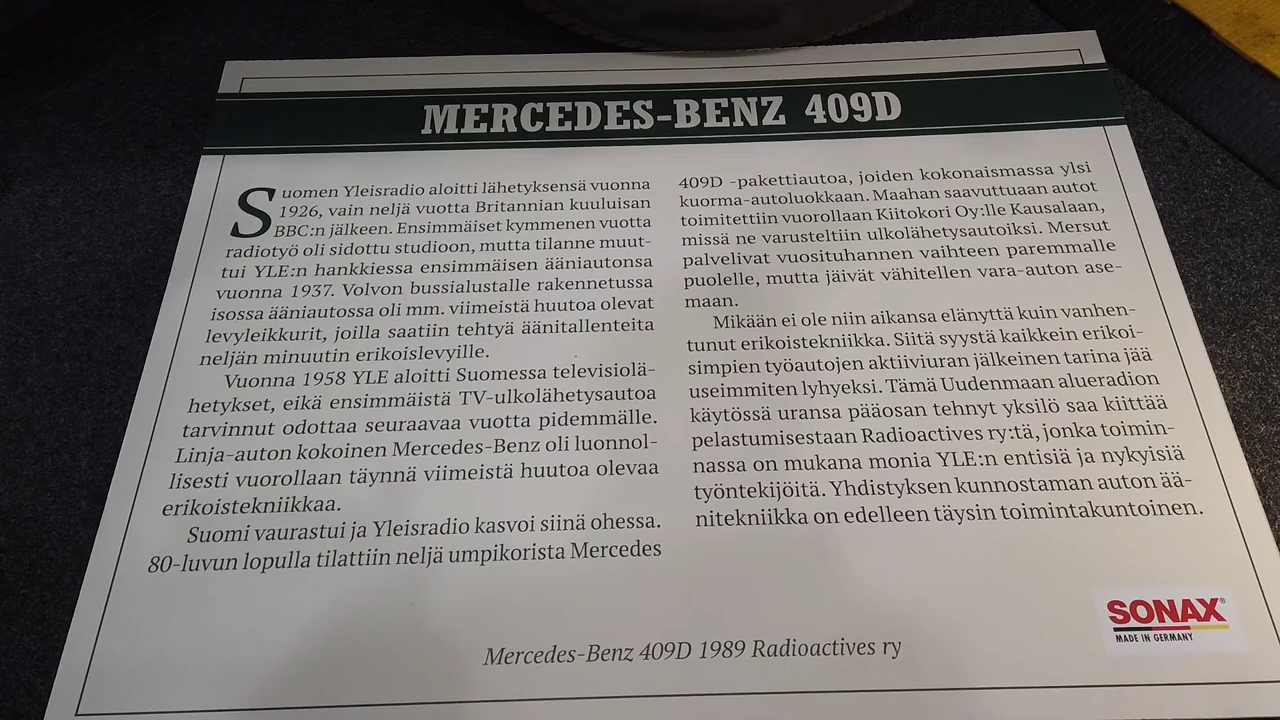 MERCEDES-BENZ 409D
Suomen Yleisradio aloitti lähetyksensä vuonna
1926, vain neljä vuotta Britannian kuuluisan
BBC:n jälkeen. Ensimmäiset kymmenen vuotta
radiotyö oli sidottu studioon, mutta tilanne muut-
tui YLE:n hankkiessa ensimmäisen ääniautonsa
vuonna 1937. Volvon bussialustalle rakennetussa
isossa ääniautossa oli mm. viimeistä huutoa olevat
levyleikkurit, joilla saatiin tehtyä äänitallenteita
neljän minuutin erikoislevyille.
Vuonna 1958 YLE aloitti Suomessa televisiolä-
hetykset, eikä ensimmäistä TV-ulkolähetysautoa
tarvinnut odottaa seuraavaa vuotta pidemmälle.
Linja-auton kokoinen Mercedes-Benz oli luonnol-
lisesti vuorollaan täynnä viimeistä huutoa olevaa
erikoistekniikkaa.
Suomi vaurastui ja Yleisradio kasvoi siinä ohessa.
80-luvun lopulla tilattiin neljä umpikorista Mercedes
409D -pakettiautoa, joiden kokonaismassa ylsi
kuorma-autoluokkaan. Maahan saavuttuaan autot
toimitettiin vuorollaan Kiitokori Oy:lle Kausalaan,
missä ne varusteltiin ulkolähetysautoiksi. Mersut
palvelivat vuosituhannen vaihteen paremmalle
puolelle, mutta jäivät vähitellen vara-auton ase-
maan.
Mikään ei ole niin aikansa elänyttä kuin vanhen-
tunut erikoistekniikka. Siitä syystä kaikkein erikoi-
simpien työautojen aktiiviuran jälkeinen tarina jää
useimmiten lyhyeksi. Tämä Uudenmaan alueradion
käytössä uransa pääosan tehnyt yksilö saa kiittää
pelastumisestaan Radioactives ry:tä, jonka toimin-
nassa on mukana monia YLE:n entisiä ja nykyisiä
työntekijöitä. Yhdistyksen kunnostaman auton ää-
nitekniikka on edelleen täysin toimintakuntoinen.
Mercedes-Benz 409D 1989 Radioactives ry
SONAX®
MADE IN GERMANY